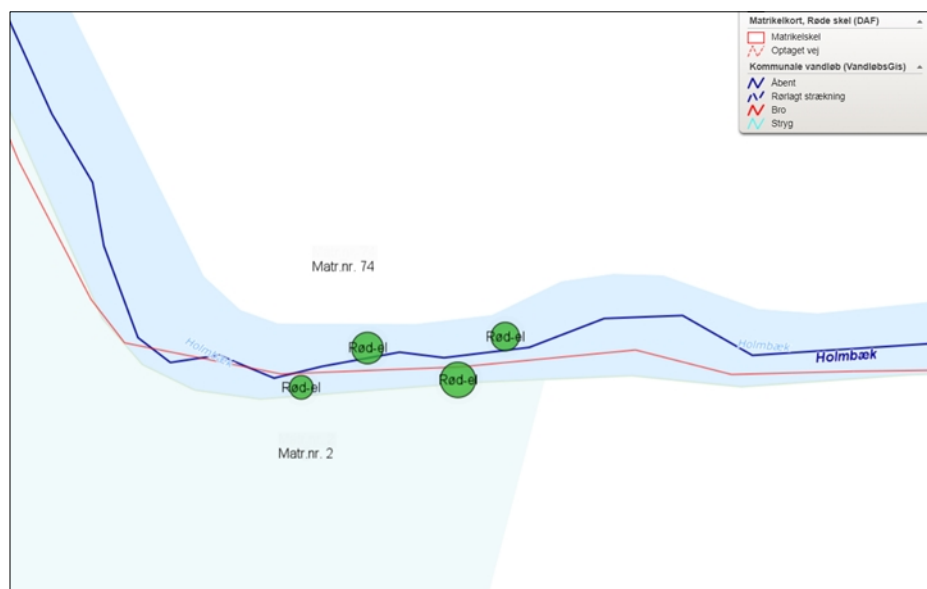 Matrikelkort, Røde skel (DAF)
Matrikelskel
Optaget vej
Kommunale vandløb (VandløbsGis)
Åbent
Rørlagt strækning
Bro
Stryg
Matr.nr. 74
Rød-el
Rød-el
Holmbæk
Holmbæk
Holmbæk
Rød-el
Rød-el
Matr.nr. 2